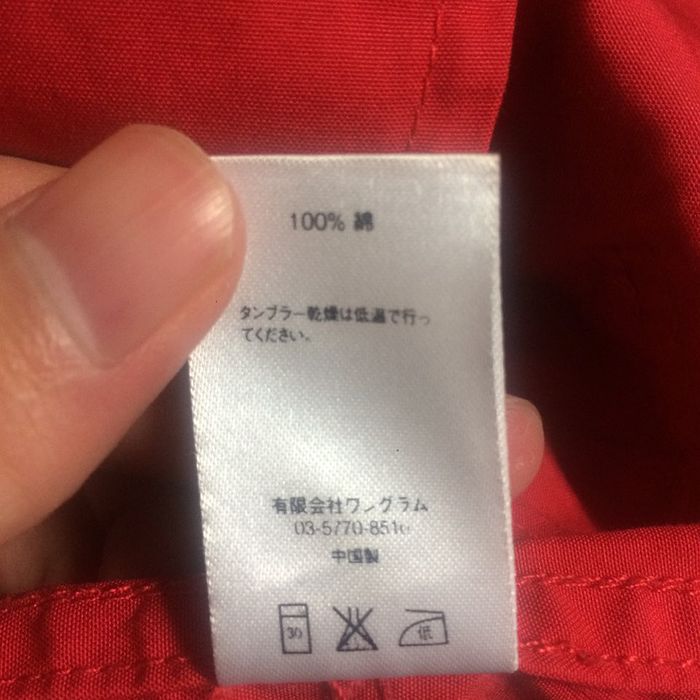 100% 綿
タンブラー乾燥は低温で行っ
てください。
有限会社ワングラム
03-5770-8510
中国製
30
低